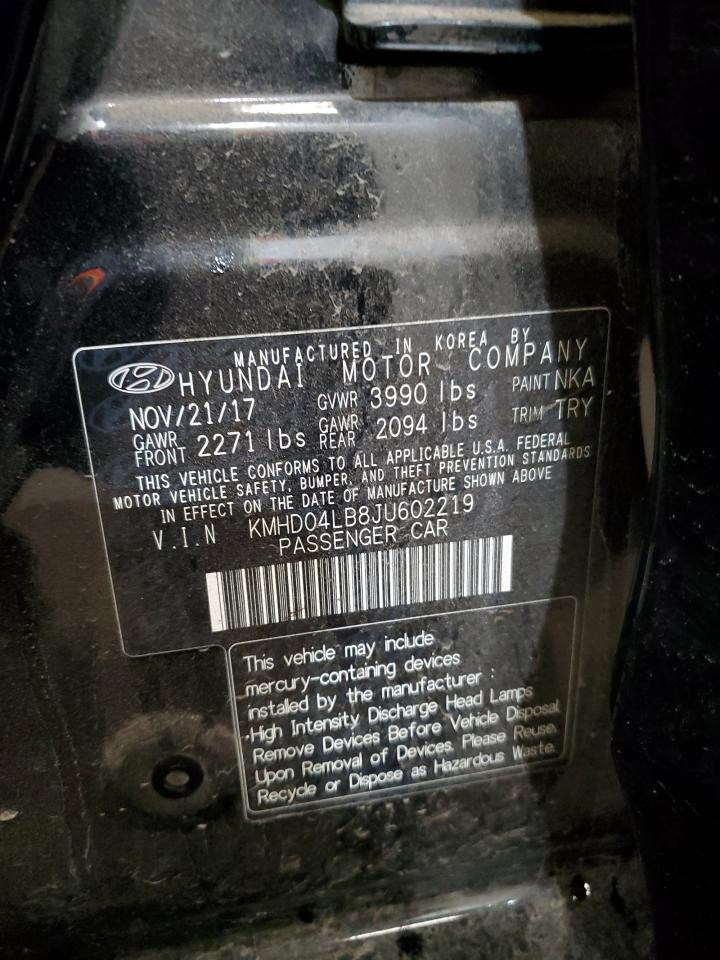 MANUFACTURED IN KOREA BY
HYUNDAI MOTOR COMPANY
NOV/21/17 GVWR 3990 lbs PAINT NKA
GAWR FRONT 2271 lbs GAWR REAR 2094 lbs TRIM TRY
THIS VEHICLE CONFORMS TO ALL APPLICABLE U.S.A. FEDERAL
MOTOR VEHICLE SAFETY, BUMPER, AND THEFT PREVENTION STANDARDS
IN EFFECT ON THE DATE OF MANUFACTURE SHOWN ABOVE
V.I.N KMHD04LB8JU602219
PASSENGER CAR
This vehicle may include
mercury-containing devices
installed by the manufacturer :
·High Intensity Discharge Head Lamps
Remove Devices Before Vehicle Disposal.
Upon Removal of Devices Please Reuse,
Recycle or Dispose as Hazardous Waste.